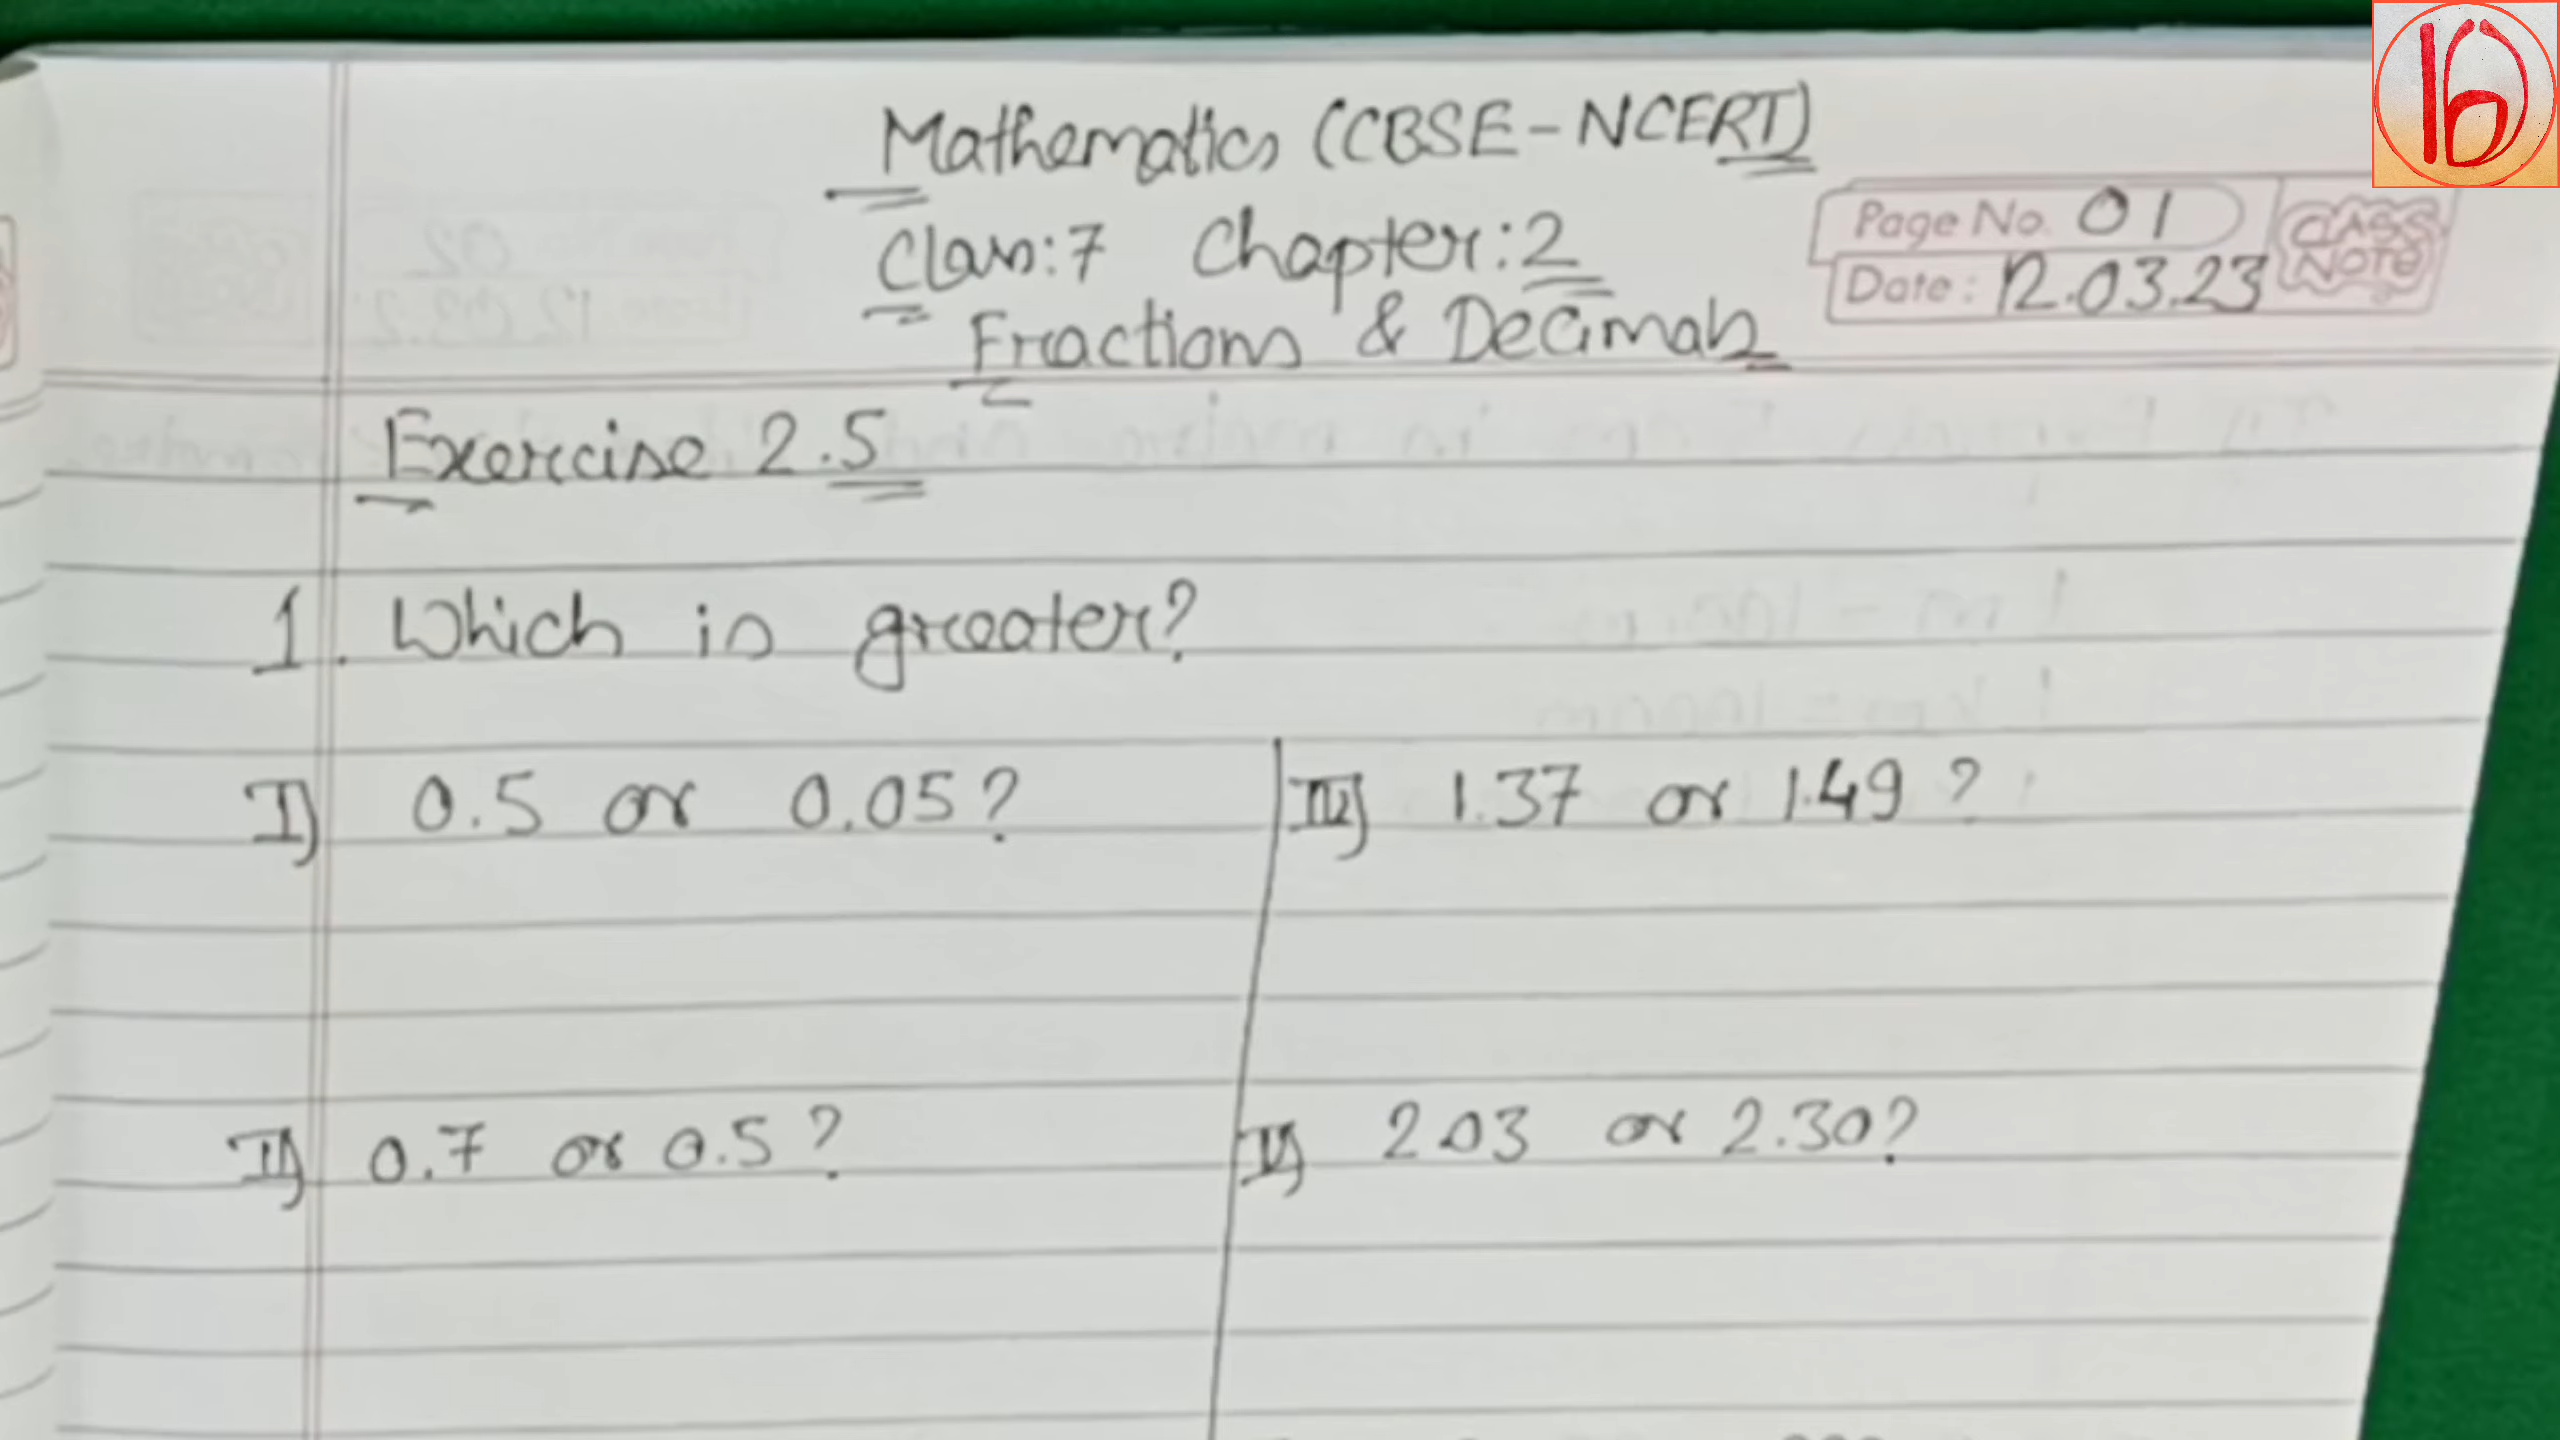 Mathematics (CBSE-NCERT)
Class:7 Chapter:2
Fractions & Decimals
Page No. 01
Date: 12.03.23
CLASS NOTE
Exercise 2.5
1. Which is greater?
I) 0.5 or 0.05?
IV) 1.37 or 1.49?
II) 0.7 or 0.5?
V) 2.03 or 2.30?